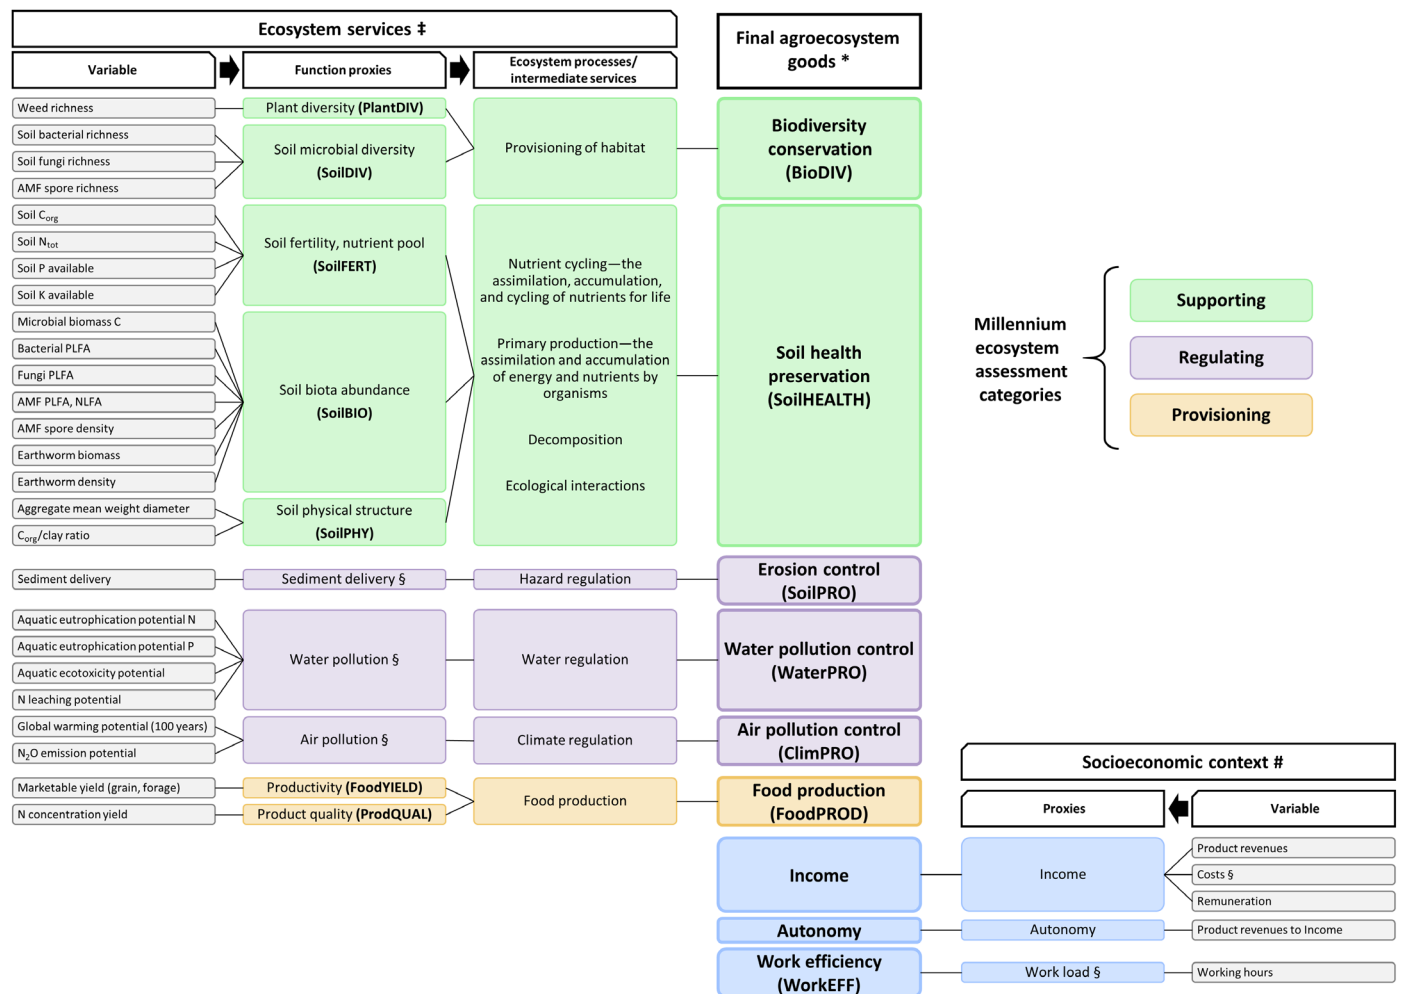 Ecosystem services ‡
Final agroecosystem
goods *
Variable
Function proxies
Ecosystem processes/
intermediate services
Weed richness
Soil bacterial richness
Soil fungi richness
AMF spore richness
Soil Corg
Soil Ntot
Soil P available
Soil K available
Microbial biomass C
Bacterial PLFA
Fungi PLFA
AMF PLFA, NLFA
AMF spore density
Earthworm biomass
Earthworm density
Aggregate mean weight diameter
Corg/clay ratio
Sediment delivery
Aquatic eutrophication potential N
Aquatic eutrophication potential P
Aquatic ecotoxicity potential
N leaching potential
Global warming potential (100 years)
N2O emission potential
Marketable yield (grain, forage)
N concentration yield
Plant diversity (PlantDIV)
Soil microbial diversity
(SoilDIV)
Soil fertility, nutrient pool
(SoilFERT)
Soil biota abundance
(SoilBIO)
Soil physical structure
(SoilPHY)
Sediment delivery §
Water pollution §
Air pollution §
Productivity (FoodYIELD)
Product quality (ProdQUAL)
Provisioning of habitat
Nutrient cycling—the
assimilation, accumulation,
and cycling of nutrients for life
Primary production—the
assimilation and accumulation
of energy and nutrients by
organisms
Decomposition
Ecological interactions
Hazard regulation
Water regulation
Climate regulation
Food production
Biodiversity
conservation
(BioDIV)
Soil health
preservation
(SoilHEALTH)
Erosion control
(SoilPRO)
Water pollution control
(WaterPRO)
Air pollution control
(ClimPRO)
Food production
(FoodPROD)
Income
Autonomy
Work efficiency
(WorkEFF)
Millennium
ecosystem
assessment
categories
Supporting
Regulating
Provisioning
Socioeconomic context #
Proxies
Variable
Income
Autonomy
Work load §
Product revenues
Costs §
Remuneration
Product revenues to Income
Working hours